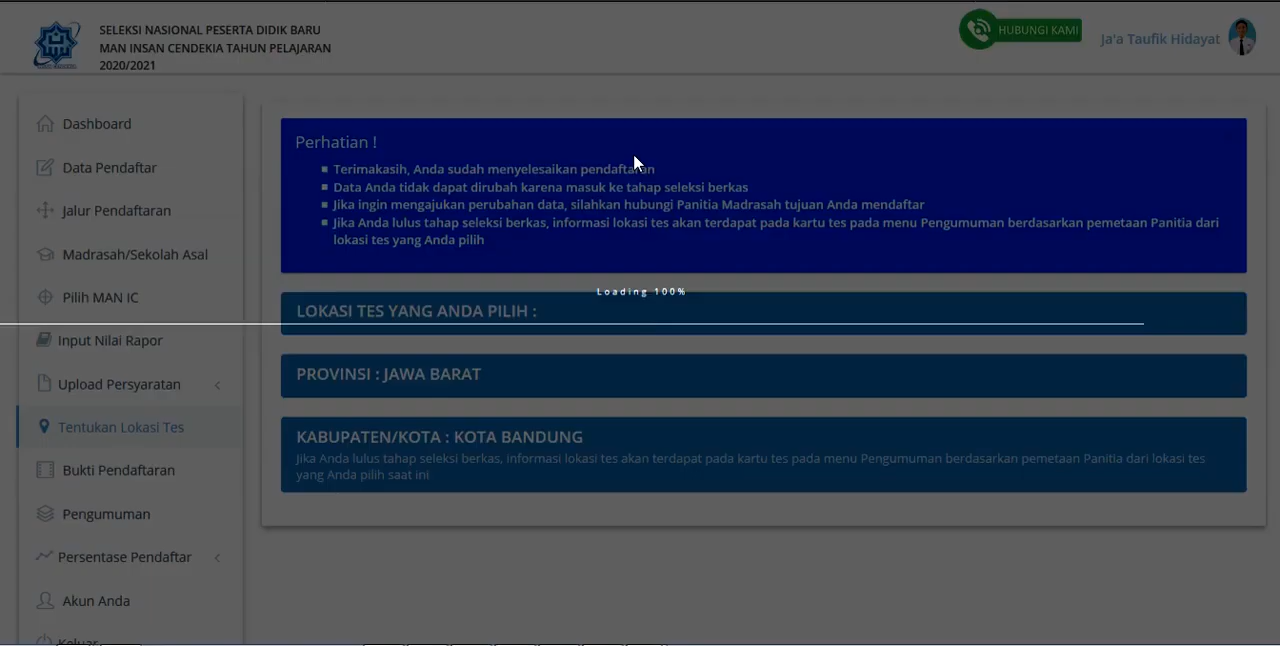 SELEKSI NASIONAL PESERTA DIDIK BARU
MAN INSAN CENDEKIA TAHUN PELAJARAN
2020/2021
HUBUNGI KAMI
Ja'a Taufik Hidayat
Dashboard
Data Pendaftar
Jalur Pendaftaran
Madrasah/Sekolah Asal
Pilih MAN IC
Input Nilai Rapor
Upload Persyaratan
Tentukan Lokasi Tes
Bukti Pendaftaran
Pengumuman
Persentase Pendaftar
Akun Anda
Keluar
Perhatian !
Terimakasih, Anda sudah menyelesaikan pendaftaran
Data Anda tidak dapat dirubah karena masuk ke tahap seleksi berkas
Jika ingin mengajukan perubahan data, silahkan hubungi Panitia Madrasah tujuan Anda mendaftar
Jika Anda lulus tahap seleksi berkas, informasi lokasi tes akan terdapat pada kartu tes pada menu Pengumuman berdasarkan pemetaan Panitia dari
lokasi tes yang Anda pilih
Loading 100%
LOKASI TES YANG ANDA PILIH :
PROVINSI : JAWA BARAT
KABUPATEN/KOTA : KOTA BANDUNG
Jika Anda lulus tahap seleksi berkas, informasi lokasi tes akan terdapat pada kartu tes pada menu Pengumuman berdasarkan pemetaan Panitia dari lokasi tes
yang Anda pilih saat ini